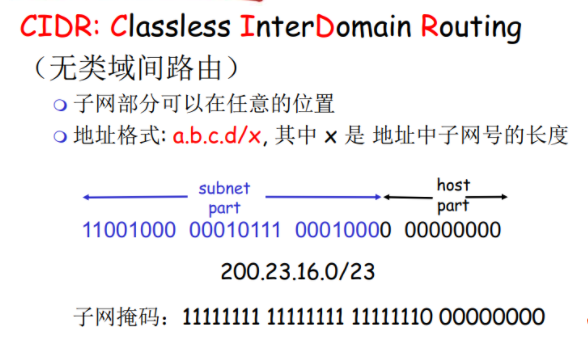 CIDR: Classless InterDomain Routing
（无类域间路由）
子网部分可以在任意的位置
地址格式: a.b.c.d/x, 其中 x 是 地址中子网号的长度
subnet part
host part
11001000 00010111 00010000 00000000
200.23.16.0/23
子网掩码：11111111 11111111 11111110 00000000